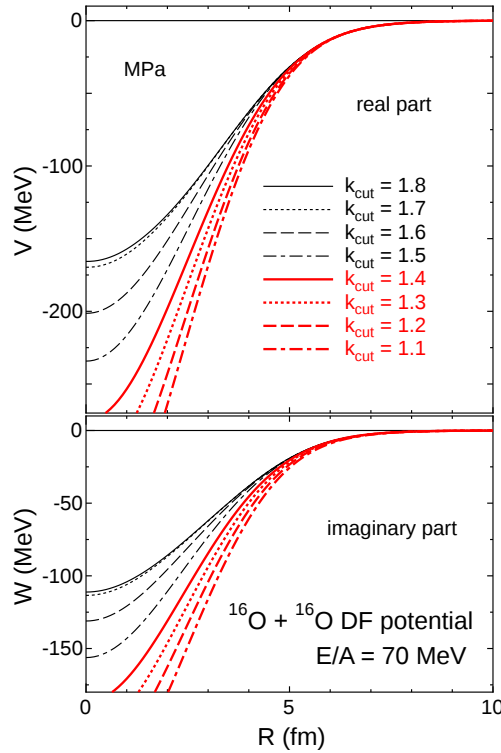 0
MPa
real part
-100
V (MeV)
-200
k_cut = 1.8
k_cut = 1.7
k_cut = 1.6
k_cut = 1.5
k_cut = 1.4
k_cut = 1.3
k_cut = 1.2
k_cut = 1.1
0
-50
W (MeV)
-100
-150
imaginary part
¹⁶O + ¹⁶O DF potential
E/A = 70 MeV
0 5 10
R (fm)